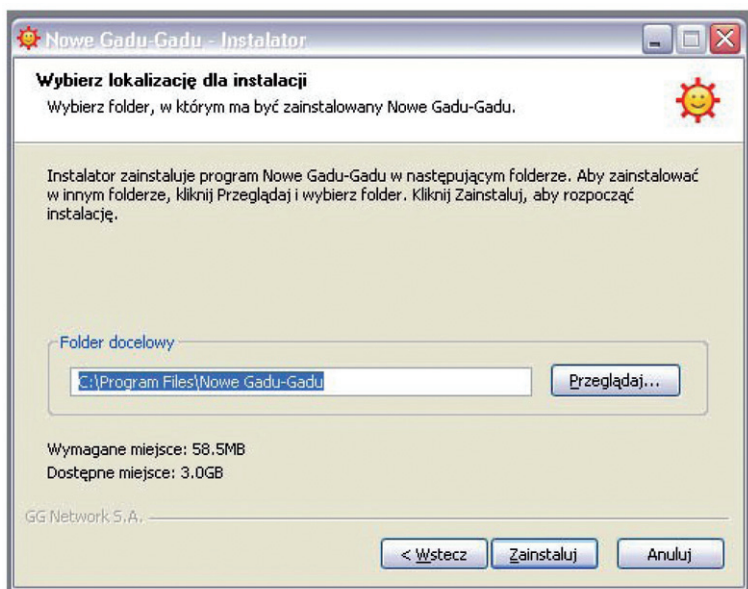 Nowe Gadu-Gadu - Instalator
Wybierz lokalizację dla instalacji
Wybierz folder, w którym ma być zainstalowany Nowe Gadu-Gadu.
Instalator zainstaluje program Nowe Gadu-Gadu w następującym folderze. Aby zainstalować
w innym folderze, kliknij Przeglądaj i wybierz folder. Kliknij Zainstaluj, aby rozpocząć
instalację.
Folder docelowy
C:\Program Files\Nowe Gadu-Gadu
Przeglądaj...
Wymagane miejsce: 58.5MB
Dostępne miejsce: 3.0GB
GG Network S.A.
< Wstecz Zainstaluj Anuluj